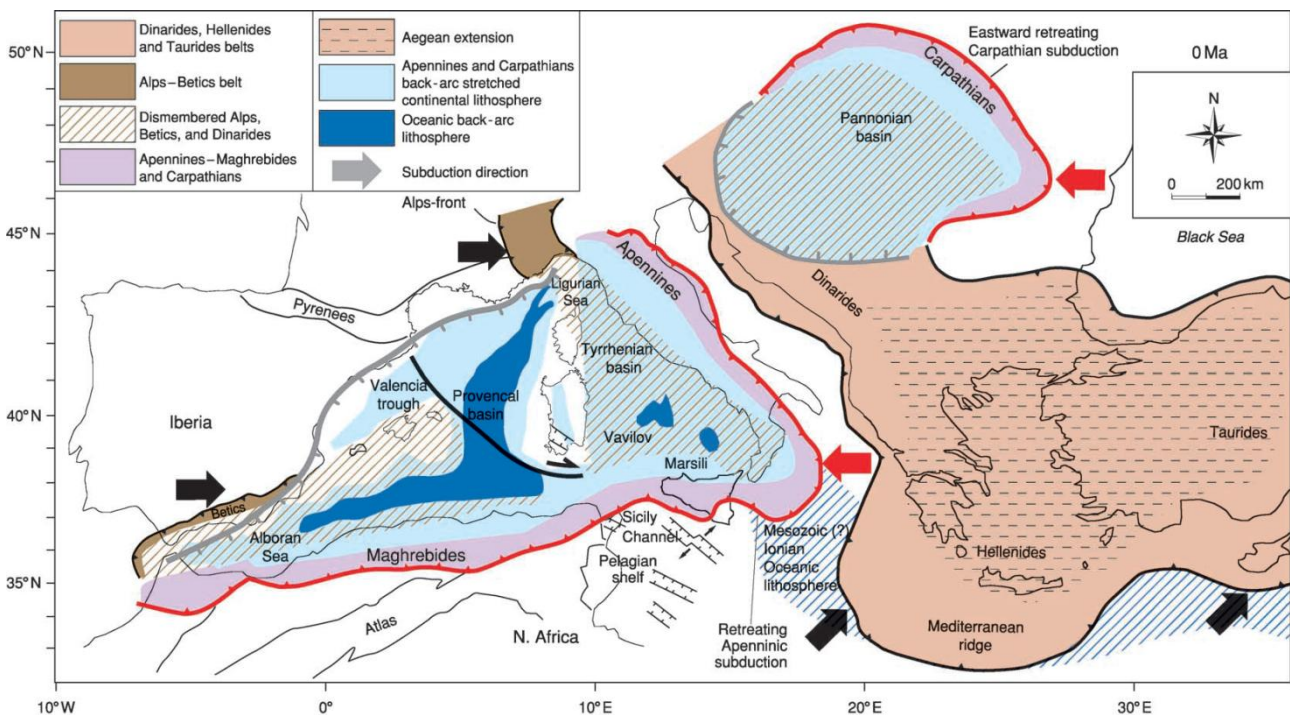 Dinarides, Hellenides
and Taurides belts
Alps–Betics belt
Dismembered Alps,
Betics, and Dinarides
Apennines–Maghrebides
and Carpathians
Aegean extension
Apennines and Carpathians
back-arc stretched
continental lithosphere
Oceanic back-arc
lithosphere
Subduction direction
Alps-front
Eastward retreating
Carpathian subduction
0 Ma
N
0 200 km
Black Sea
Carpathians
Pannonian
basin
Apennines
Dinarides
Ligurian
Sea
Pyrenees
Tyrrhenian
basin
Valencia
trough
Provencal
basin
Iberia
Vavilov
Marsili
Taurides
Betics
Alboran
Sea
Maghrebides
Sicily
Channel
Pelagian
shelf
Mesozoic (?)
Ionian
Oceanic
lithosphere
Hellenides
Atlas
N. Africa
Retreating
Apenninic
subduction
Mediterranean
ridge
50°N
45°N
40°N
35°N
10°W
0°
10°E
20°E
30°E